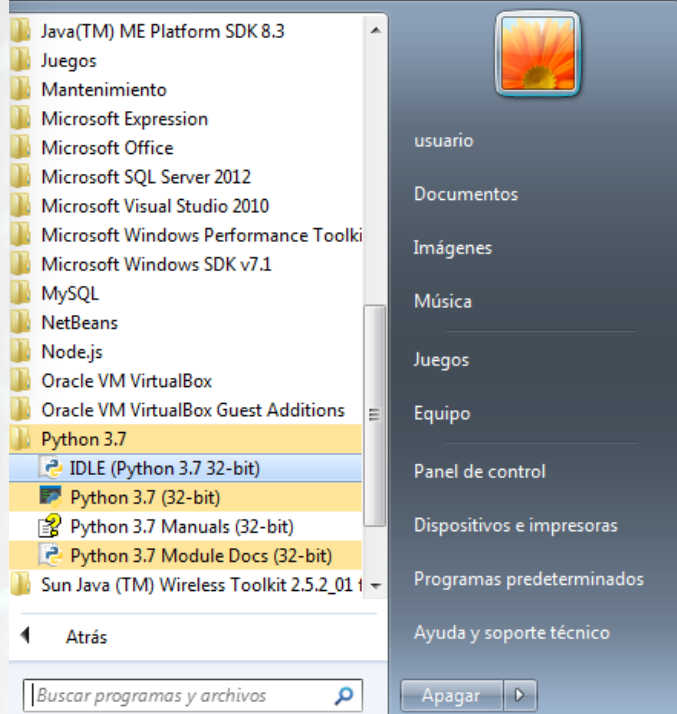 Java(TM) ME Platform SDK 8.3
Juegos
Mantenimiento
Microsoft Expression
Microsoft Office
Microsoft SQL Server 2012
Microsoft Visual Studio 2010
Microsoft Windows Performance Toolki
Microsoft Windows SDK v7.1
MySQL
NetBeans
Node.js
Oracle VM VirtualBox
Oracle VM VirtualBox Guest Additions
Python 3.7
IDLE (Python 3.7 32-bit)
Python 3.7 (32-bit)
Python 3.7 Manuals (32-bit)
Python 3.7 Module Docs (32-bit)
Sun Java (TM) Wireless Toolkit 2.5.2_01 f
Atrás
Buscar programas y archivos
usuario
Documentos
Imágenes
Música
Juegos
Equipo
Panel de control
Dispositivos e impresoras
Programas predeterminados
Ayuda y soporte técnico
Apagar